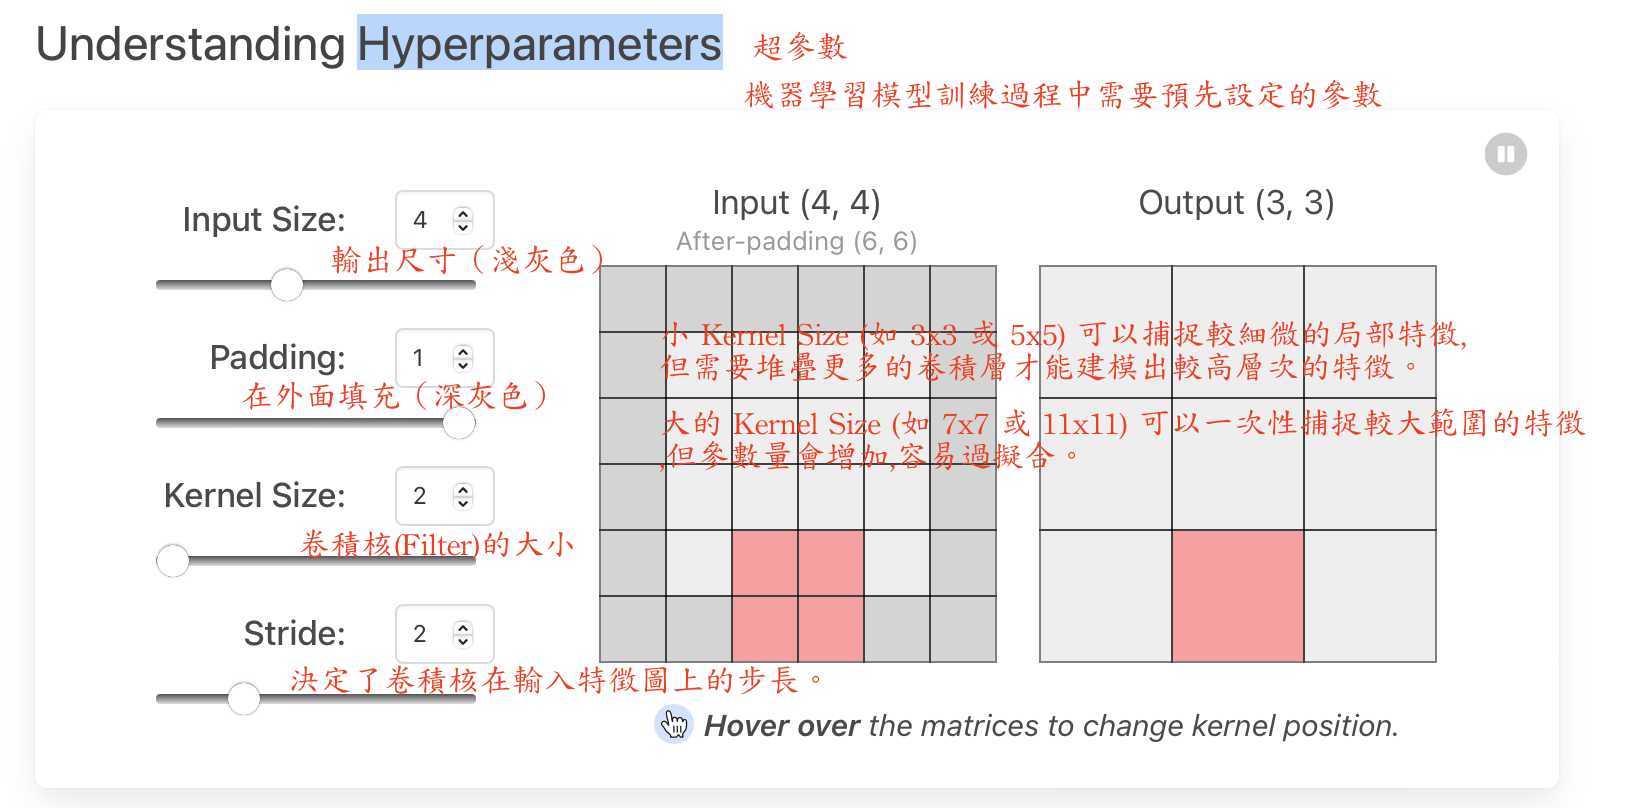 Understanding Hyperparameters
超參數
機器學習模型訓練過程中需要預先設定的參數
Input Size:
4
輸出尺寸（淺灰色）
Padding:
1
在外面填充（深灰色）
Kernel Size:
2
卷積核(Filter)的大小
Stride:
2
決定了卷積核在輸入特徵圖上的步長。
Input (4, 4)
After-padding (6, 6)
Output (3, 3)
小 Kernel Size (如 3x3 或 5x5) 可以捕捉較細微的局部特徵,
但需要堆疊更多的卷積層才能建模出較高層次的特徵。
大的 Kernel Size (如 7x7 或 11x11) 可以一次性捕捉較大範圍的特徵
,但參數量會增加,容易過擬合。
Hover over the matrices to change kernel position.